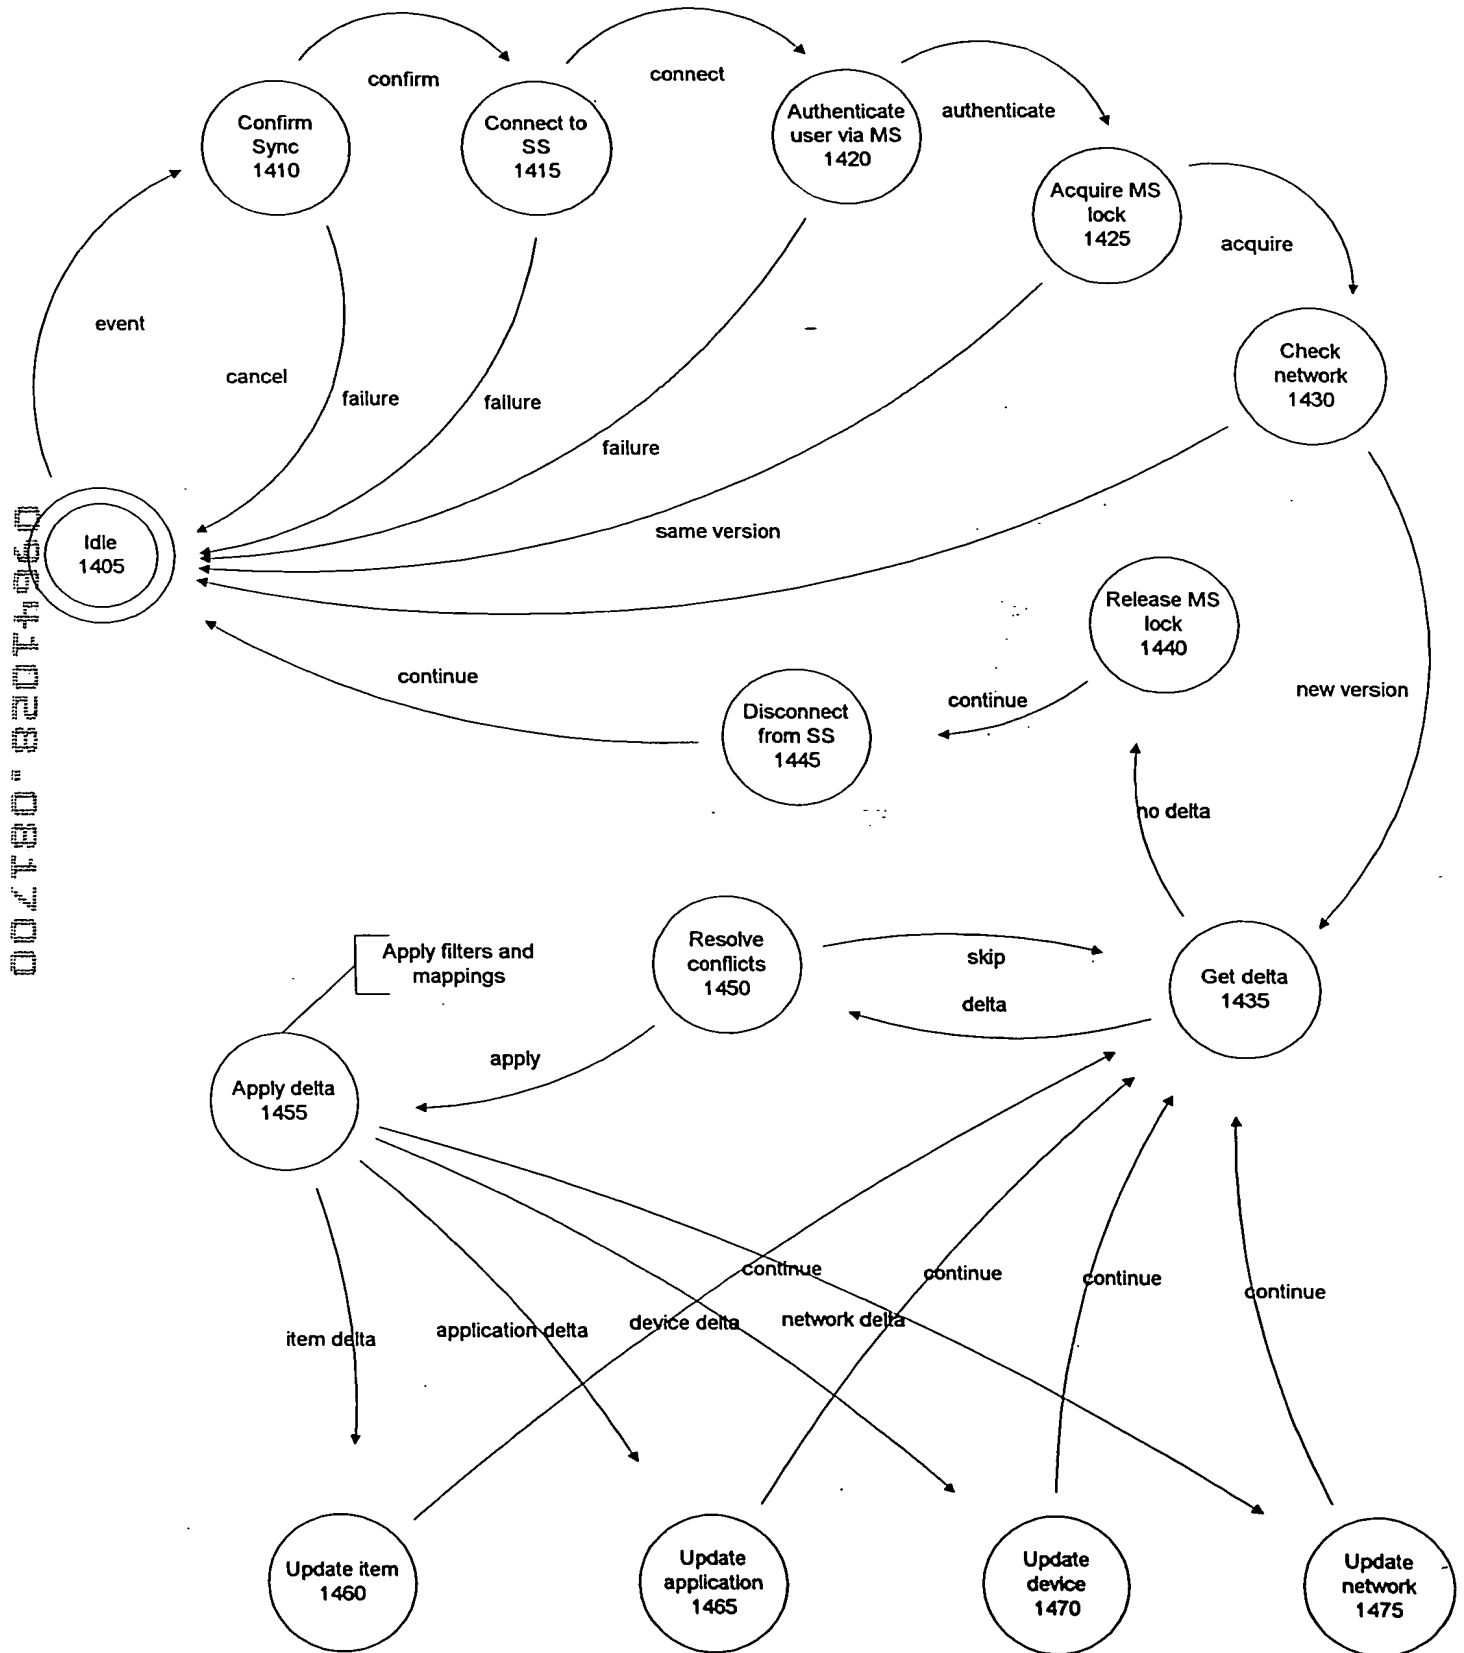 confirm
connect
authenticate
Confirm
Sync
1410
Connect to
SS
1415
Authenticate
user via MS
1420
Acquire MS
lock
1425
acquire
event
cancel
failure
failure
failure
same version
Check
network
1430
Idle
1405
Release MS
lock
1440
new version
continue
continue
Disconnect
from SS
1445
no delta
Apply filters and
mappings
Resolve
conflicts
1450
skip
delta
Get delta
1435
apply
Apply delta
1455
continue
continue
continue
continue
item delta
application delta
device delta
network delta
Update item
1460
Update
application
1465
Update
device
1470
Update
network
1475
09641028.081700